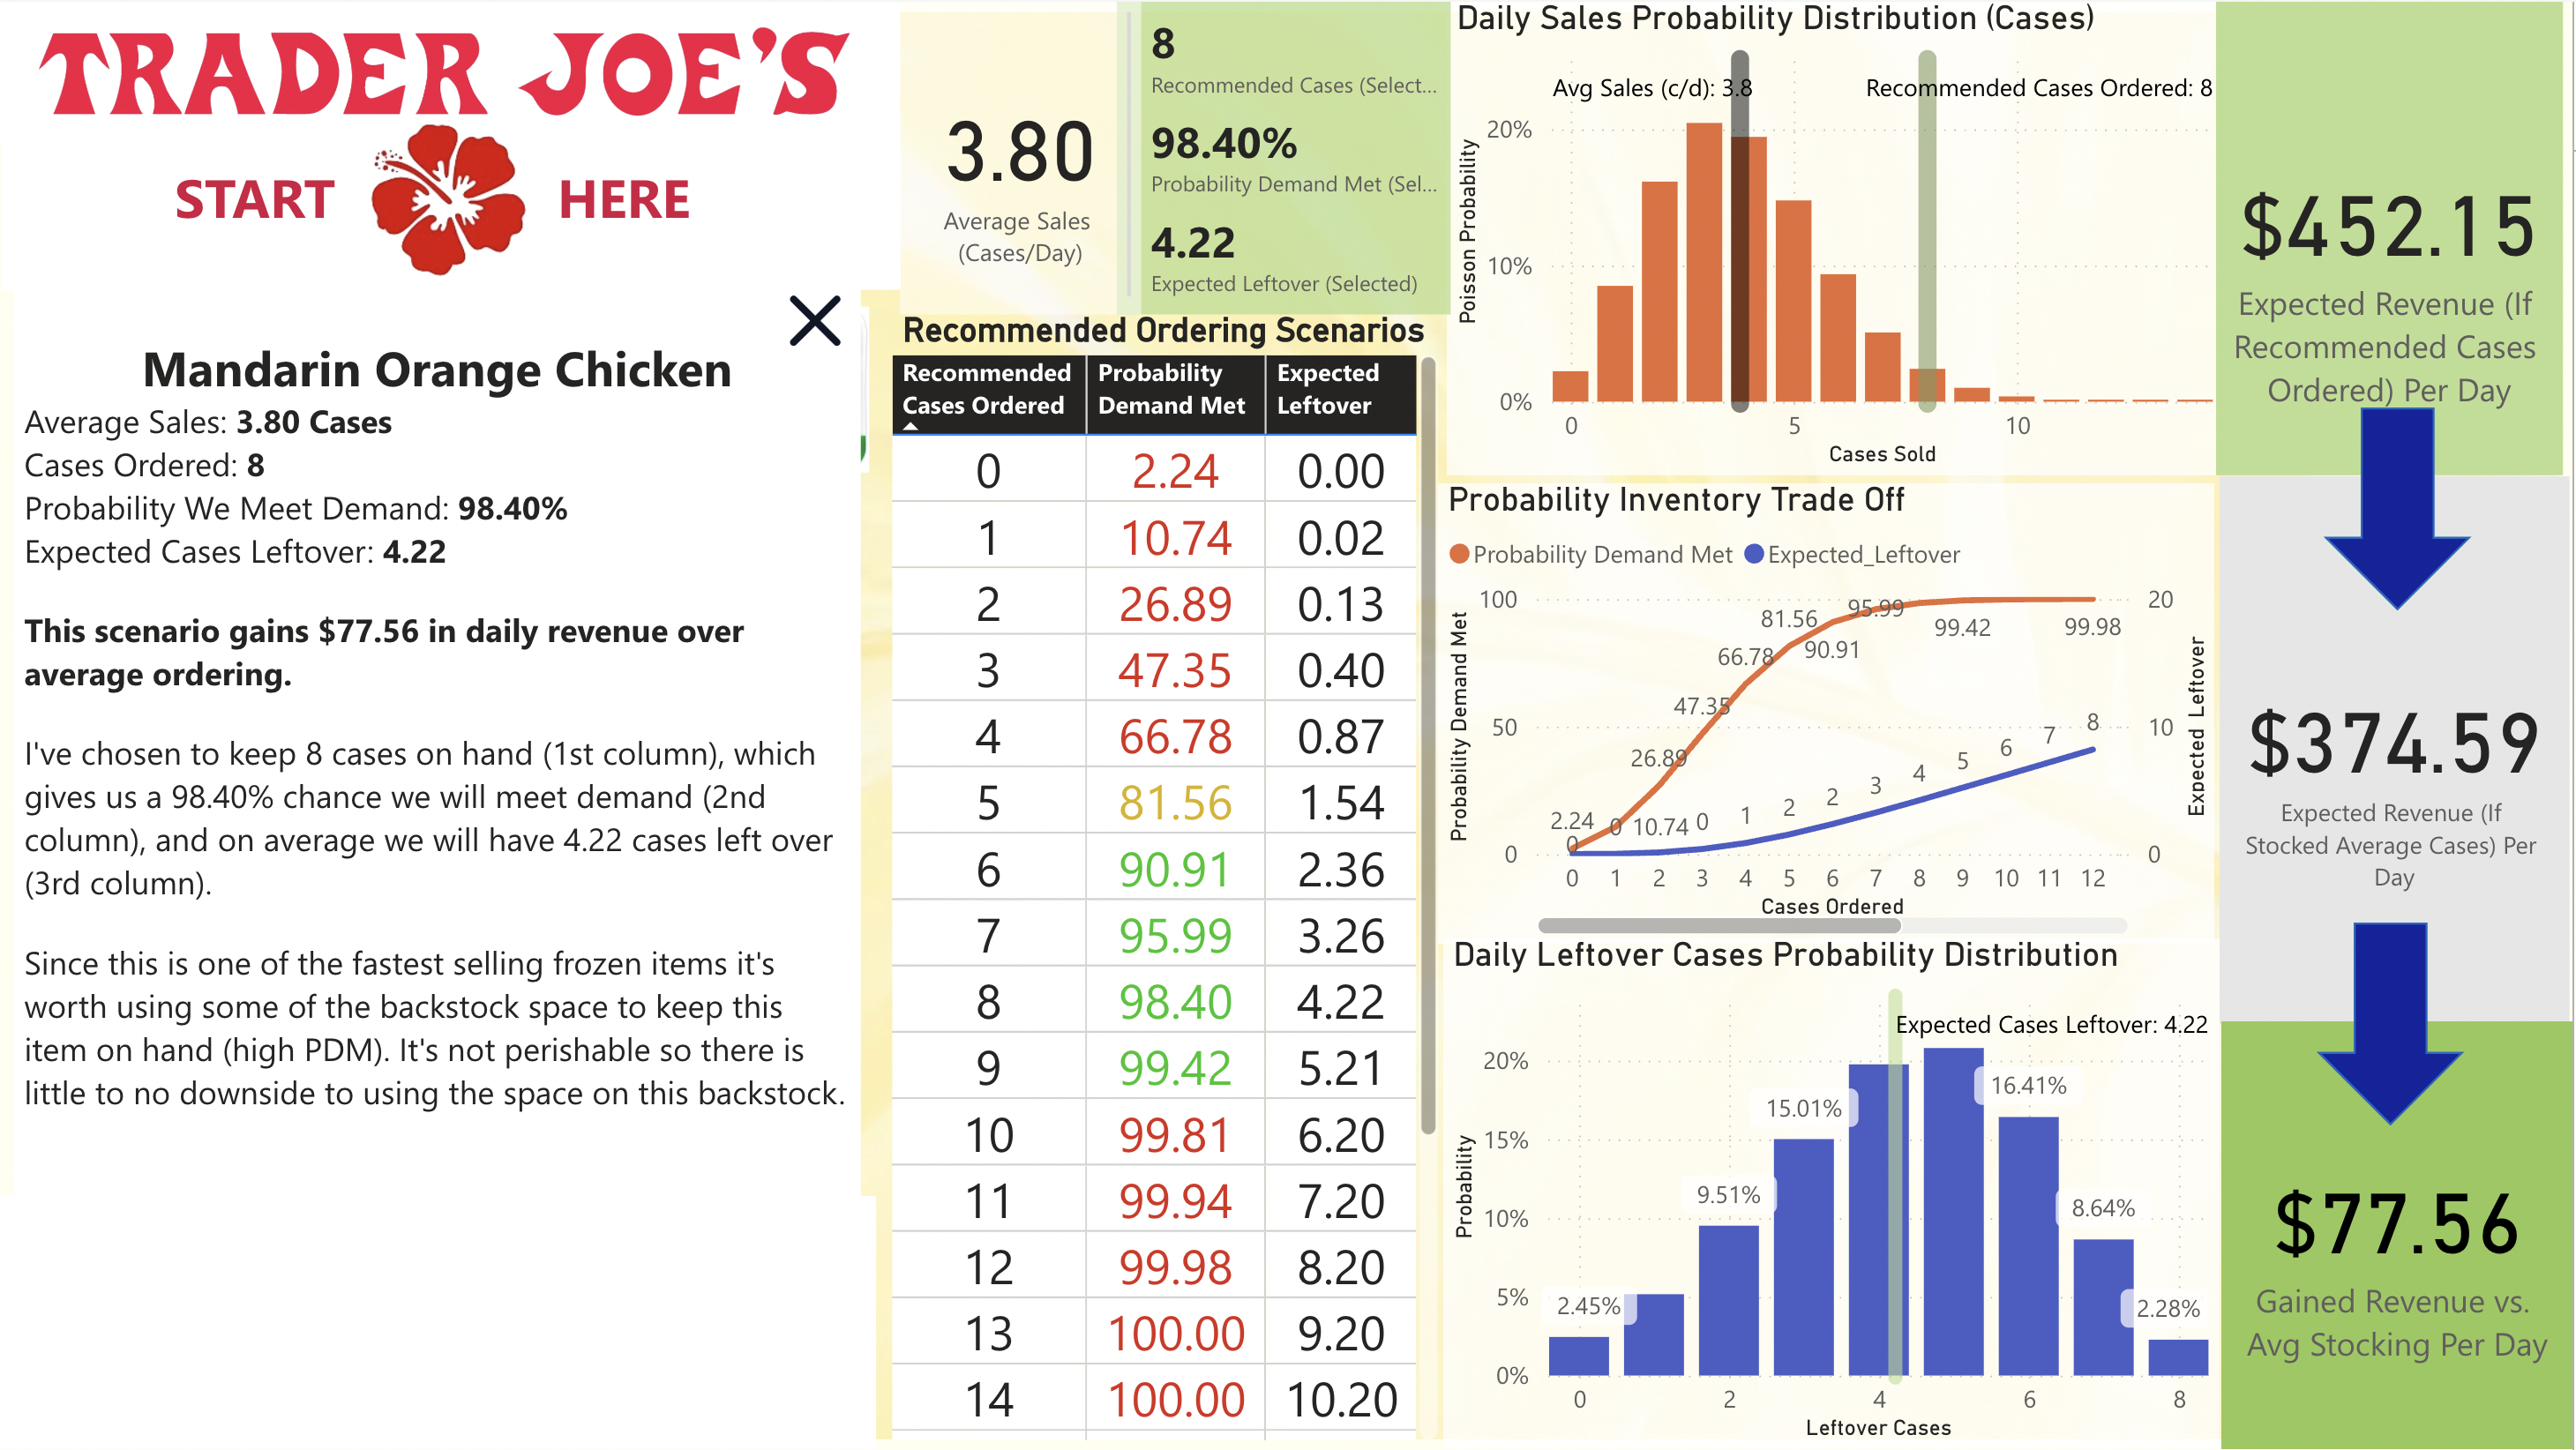 TRADER JOE'S
START HERE
Mandarin Orange Chicken
Average Sales: 3.80 Cases
Cases Ordered: 8
Probability We Meet Demand: 98.40%
Expected Cases Leftover: 4.22
This scenario gains $77.56 in daily revenue over
average ordering.
I've chosen to keep 8 cases on hand (1st column), which
gives us a 98.40% chance we will meet demand (2nd
column), and on average we will have 4.22 cases left over
(3rd column).
Since this is one of the fastest selling frozen items it's
worth using some of the backstock space to keep this
item on hand (high PDM). It's not perishable so there is
little to no downside to using the space on this backstock.
3.80
Average Sales
(Cases/Day)
8
Recommended Cases (Select...
98.40%
Probability Demand Met (Sel...
4.22
Expected Leftover (Selected)
Recommended Ordering Scenarios
Recommended Cases Ordered Probability Demand Met Expected Leftover
0 2.24 0.00
1 10.74 0.02
2 26.89 0.13
3 47.35 0.40
4 66.78 0.87
5 81.56 1.54
6 90.91 2.36
7 95.99 3.26
8 98.40 4.22
9 99.42 5.21
10 99.81 6.20
11 99.94 7.20
12 99.98 8.20
13 100.00 9.20
14 100.00 10.20
Daily Sales Probability Distribution (Cases)
Avg Sales (c/d): 3.8
Recommended Cases Ordered: 8
Poisson Probability
20%
10%
0%
0 5 10
Cases Sold
Probability Inventory Trade Off
Probability Demand Met Expected_Leftover
Probability Demand Met
100
50
0
2.24 10.74 26.89 47.35 66.78 81.56 90.91 95.99 99.42 99.98
0 0 0 1 2 2 3 4 5 6 7 8
20
10
0
Expected Leftover
0 1 2 3 4 5 6 7 8 9 10 11 12
Cases Ordered
Daily Leftover Cases Probability Distribution
Expected Cases Leftover: 4.22
Probability
20%
15%
10%
5%
0%
2.45% 9.51% 15.01% 16.41% 8.64% 2.28%
0 2 4 6 8
Leftover Cases
$452.15
Expected Revenue (If
Recommended Cases
Ordered) Per Day
$374.59
Expected Revenue (If
Stocked Average Cases) Per
Day
$77.56
Gained Revenue vs.
Avg Stocking Per Day